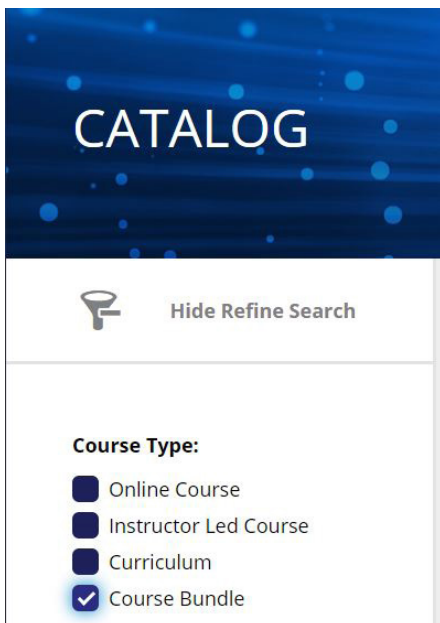 CATALOG
Hide Refine Search
Course Type:
Online Course
Instructor Led Course
Curriculum
Course Bundle